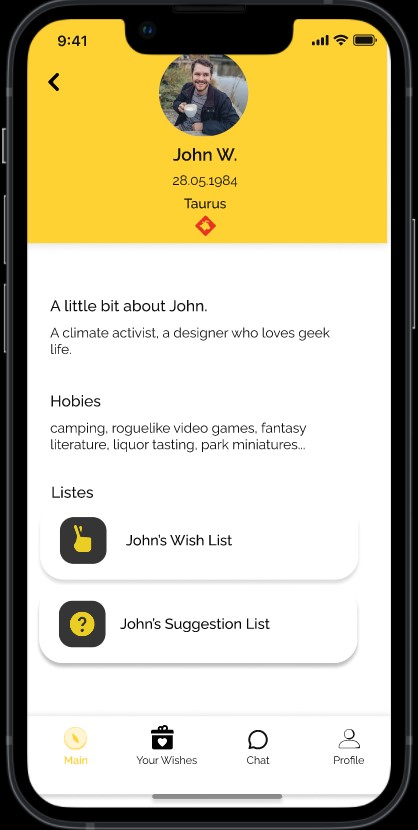 9:41
John W.
28.05.1984
Taurus
A little bit about John.
A climate activist, a designer who loves geek
life.
Hobies
camping, roguelike video games, fantasy
literature, liquor tasting, park miniatures...
Listes
John's Wish List
?
John's Suggestion List
Main
Your Wishes
Chat
Profile